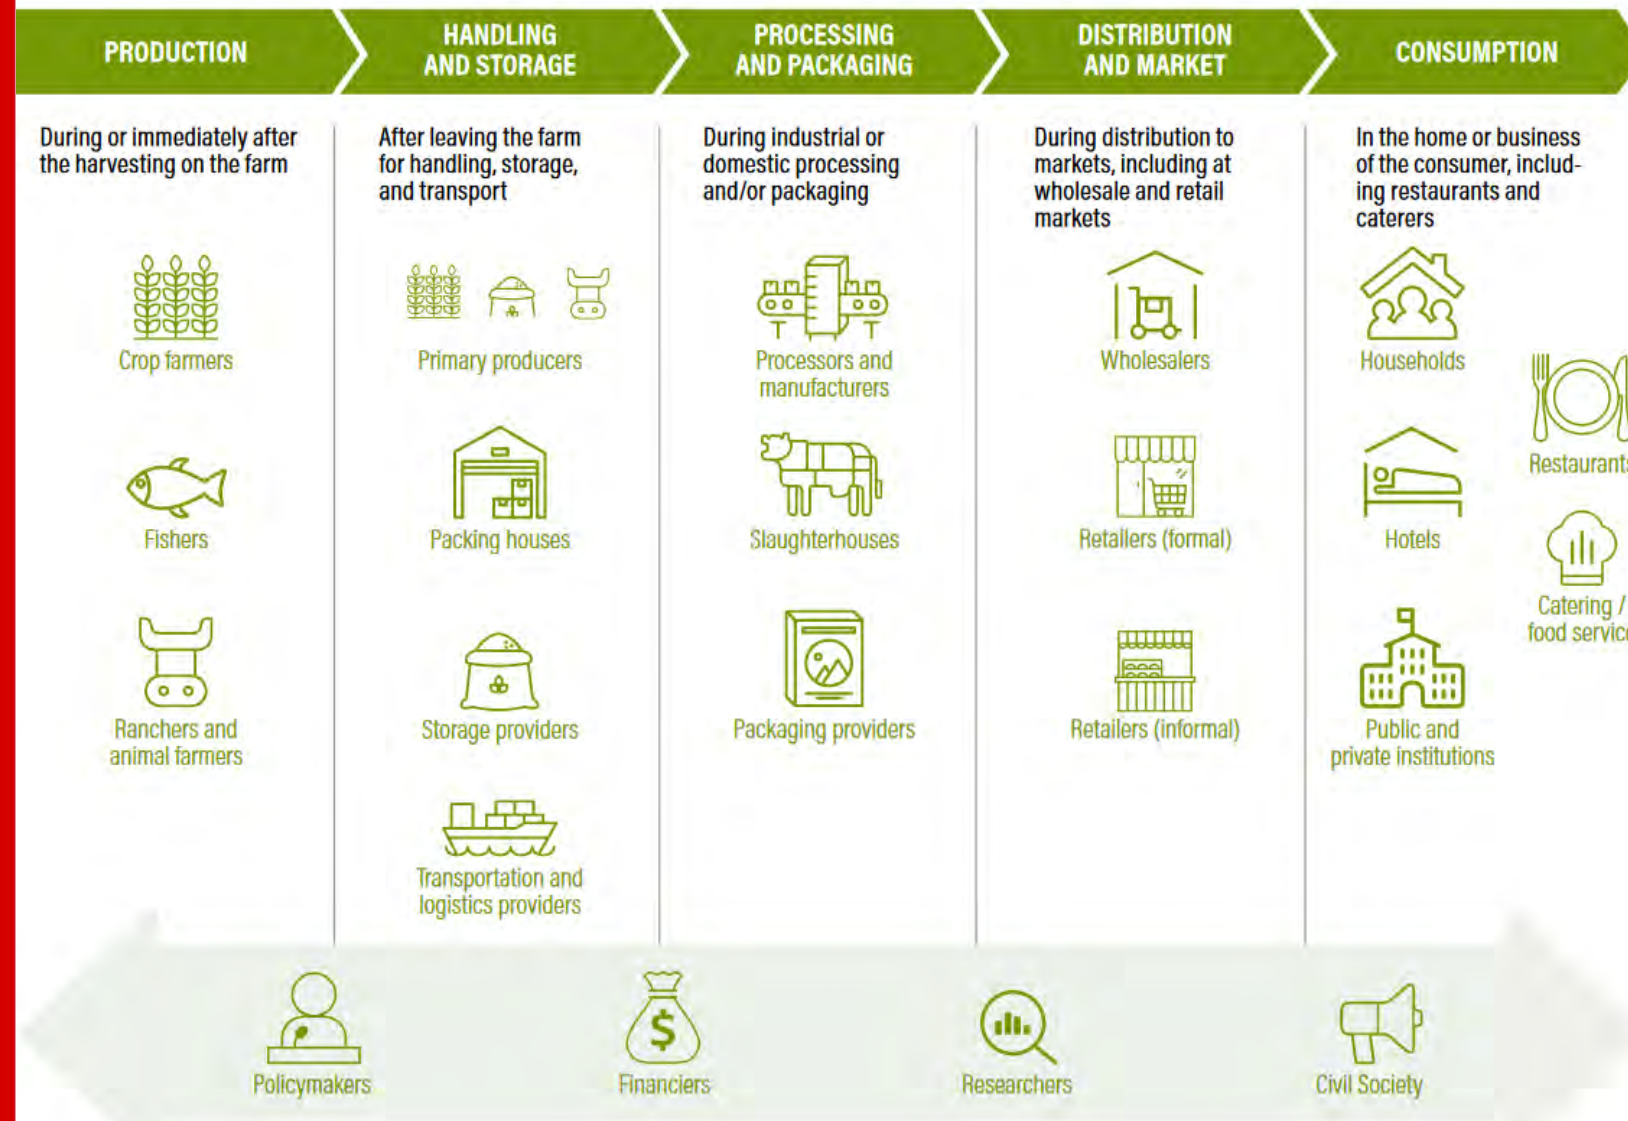 PRODUCTION
HANDLING
AND STORAGE
PROCESSING
AND PACKAGING
DISTRIBUTION
AND MARKET
CONSUMPTION
During or immediately after
the harvesting on the farm
After leaving the farm
for handling, storage,
and transport
During industrial or
domestic processing
and/or packaging
During distribution to
markets, including at
wholesale and retail
markets
In the home or business
of the consumer, includ-
ing restaurants and
caterers
Crop farmers
Fishers
Ranchers and
animal farmers
Primary producers
Packing houses
Storage providers
Transportation and
logistics providers
Processors and
manufacturers
Slaughterhouses
Packaging providers
Wholesalers
Retailers (formal)
Retailers (informal)
Households
Hotels
Public and
private institutions
Restaurants
Catering /
food service
$
Policymakers
Financiers
Researchers
Civil Society